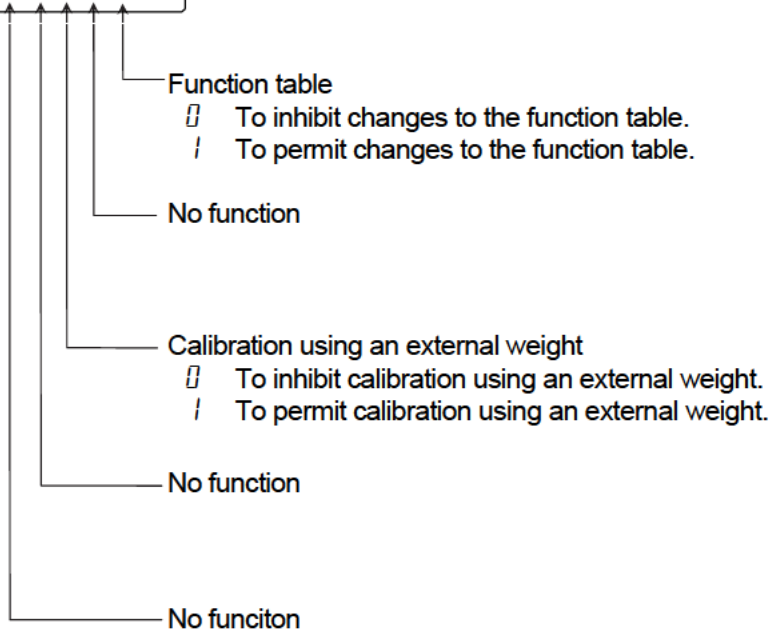 Function table
0 To inhibit changes to the function table.
1 To permit changes to the function table.
No function
Calibration using an external weight
0 To inhibit calibration using an external weight.
1 To permit calibration using an external weight.
No function
No funciton